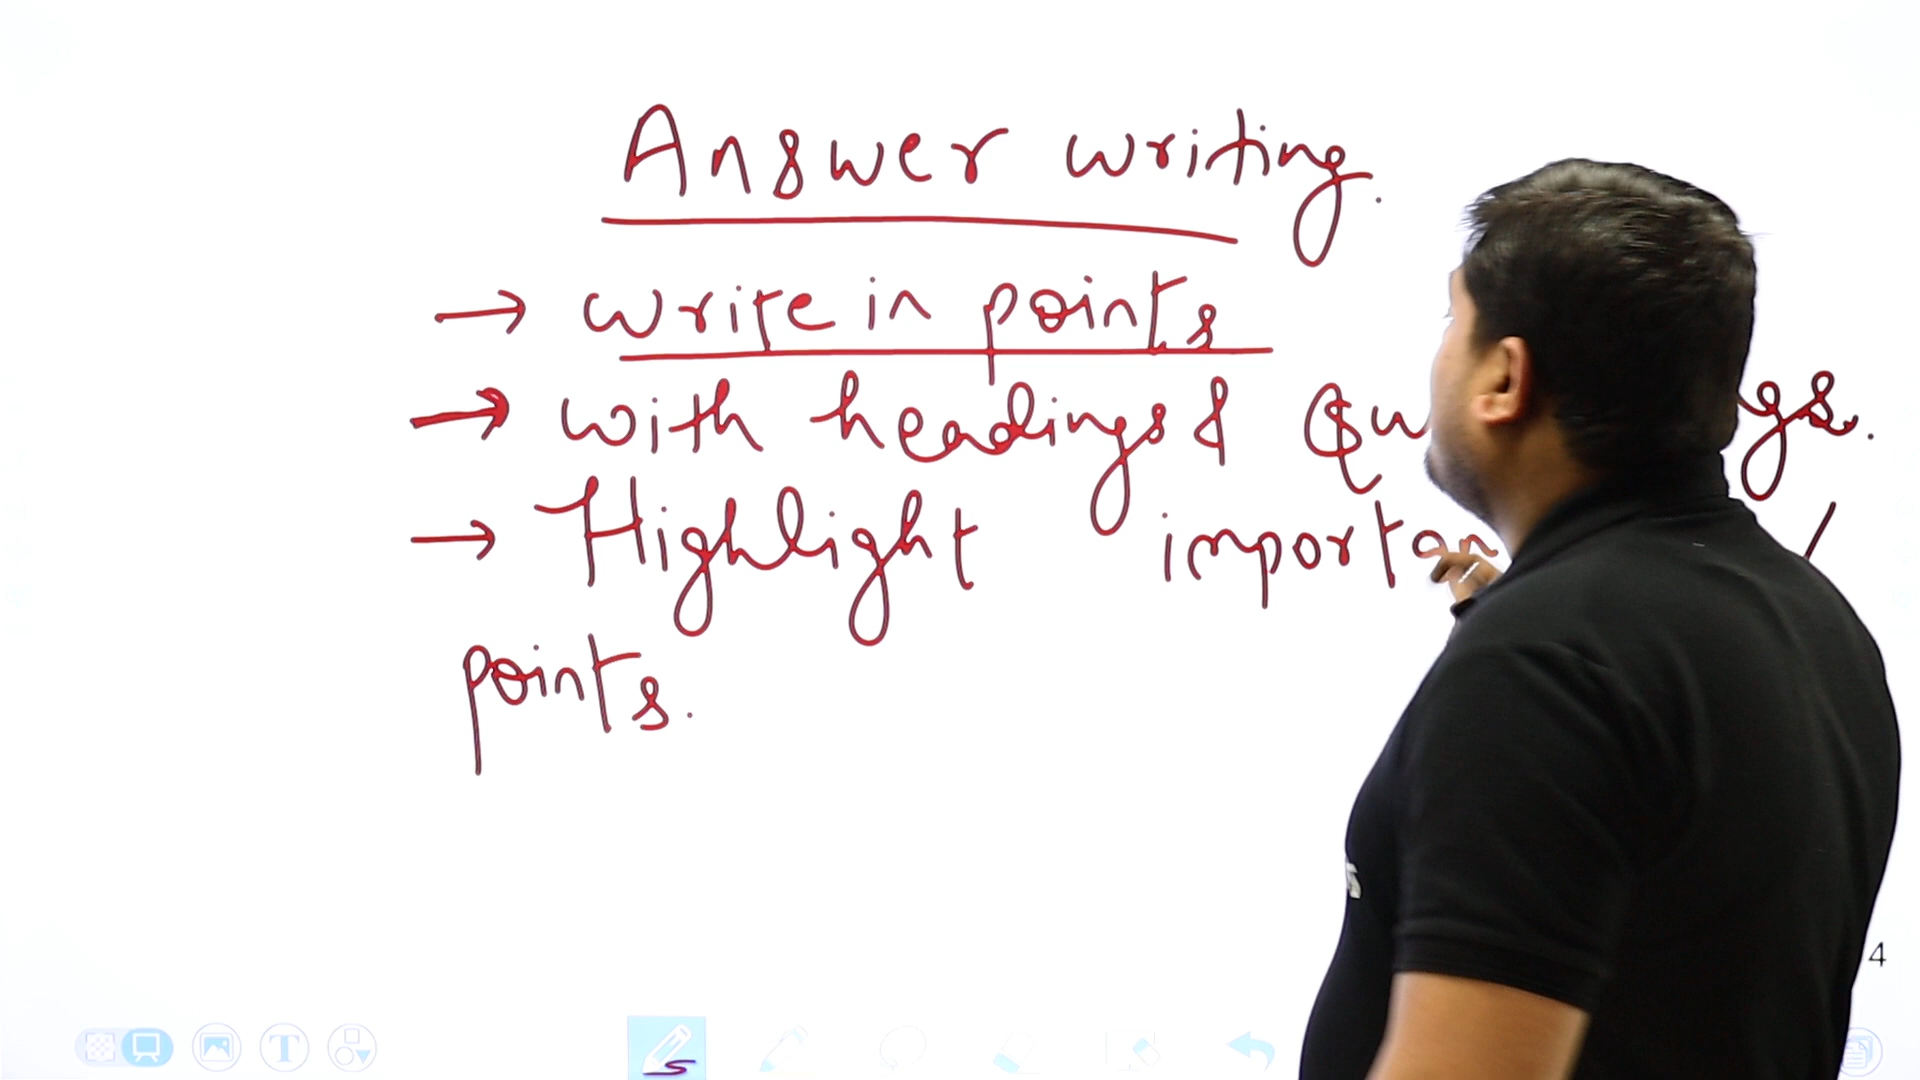 Answer writing.
→ write in points
→ with headings &
→ Highlight
points.
4
T